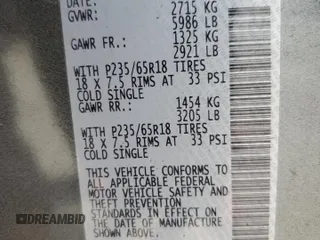 DATE:
GVWR: 2715 KG
5986 LB
GAWR FR.: 1325 KG
2921 LB
WITH P235/65R18 TIRES
18 X 7.5 RIMS AT 33 PSI
COLD SINGLE
GAWR RR.: 1454 KG
3205 LB
WITH P235/65R18 TIRES
18 X 7.5 RIMS AT 33 PSI
COLD SINGLE
THIS VEHICLE CONFORMS TO
ALL APPLICABLE FEDERAL
MOTOR VEHICLE SAFETY AND
THEFT PREVENTION
STANDARDS IN EFFECT ON
THE DATE OF MANUFACTURE
SHOWN ABOVE.
DREAMBID